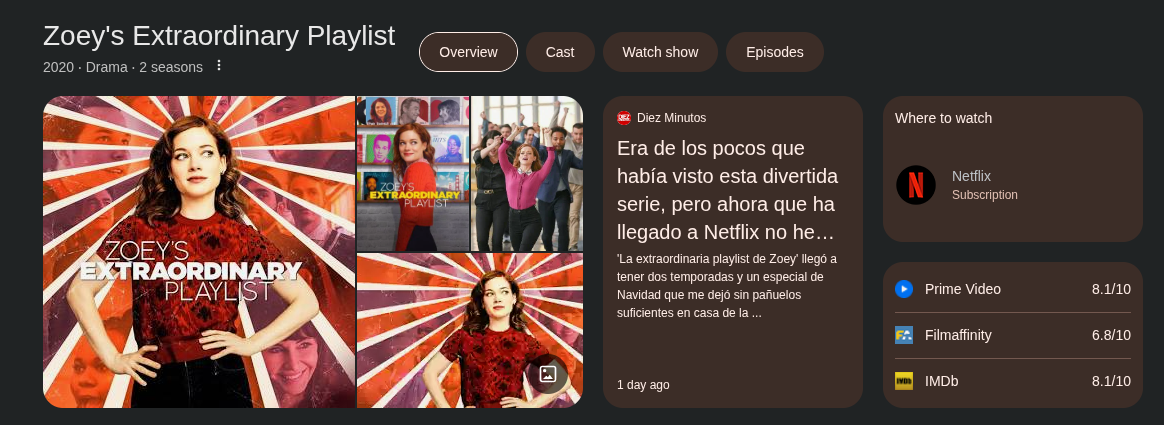 Zoey's Extraordinary Playlist
2020 · Drama · 2 seasons
Overview
Cast
Watch show
Episodes
ZOEY'S
EXTRAORDINARY
PLAYLIST
ZOEY'S
EXTRAORDINARY
PLAYLIST
Diez Minutos
Era de los pocos que
había visto esta divertida
serie, pero ahora que ha
llegado a Netflix no he…
'La extraordinaria playlist de Zoey' llegó a
tener dos temporadas y un especial de
Navidad que me dejó sin pañuelos
suficientes en casa de la ...
1 day ago
Where to watch
Netflix
Subscription
Prime Video
8.1/10
Filmaffinity
6.8/10
IMDb
8.1/10